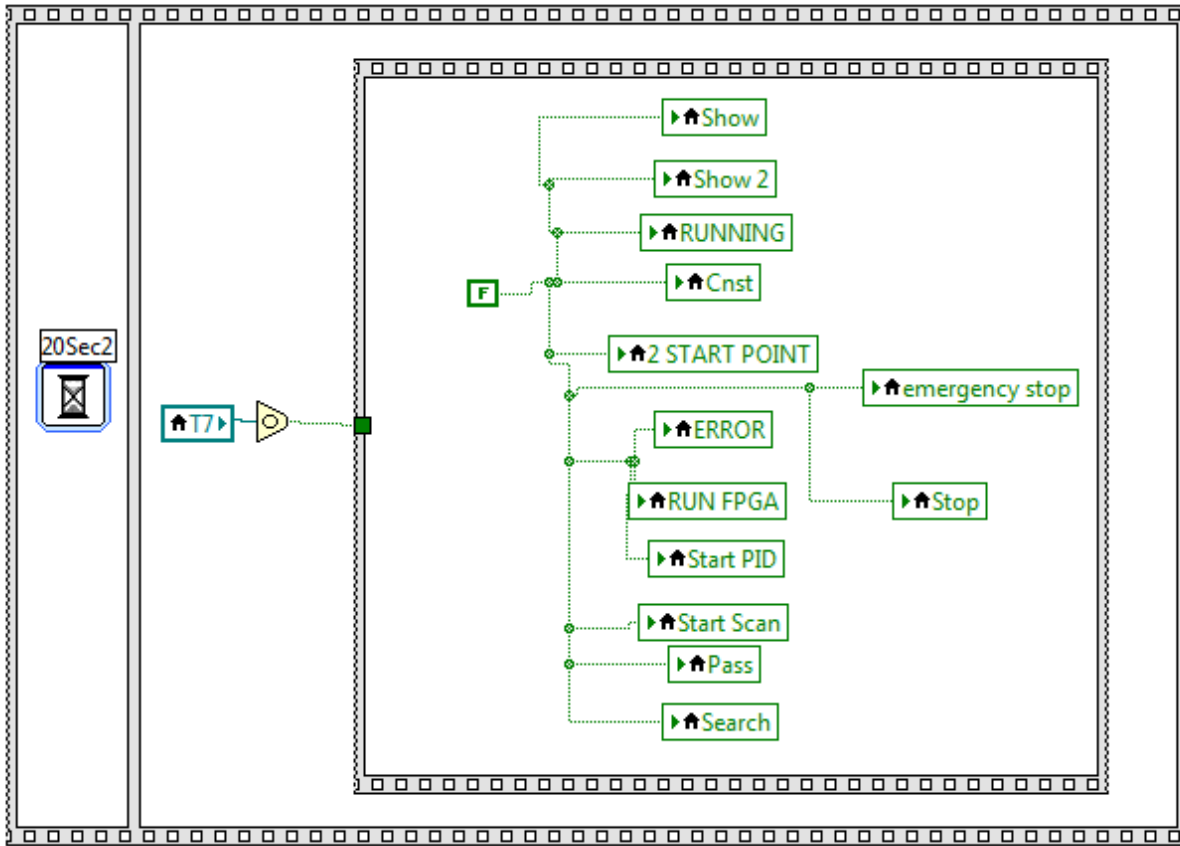 Show
Show 2
RUNNING
Cnst
F
20Sec2
2 START POINT
emergency stop
T7
ERROR
RUN FPGA
Stop
Start PID
Start Scan
Pass
Search